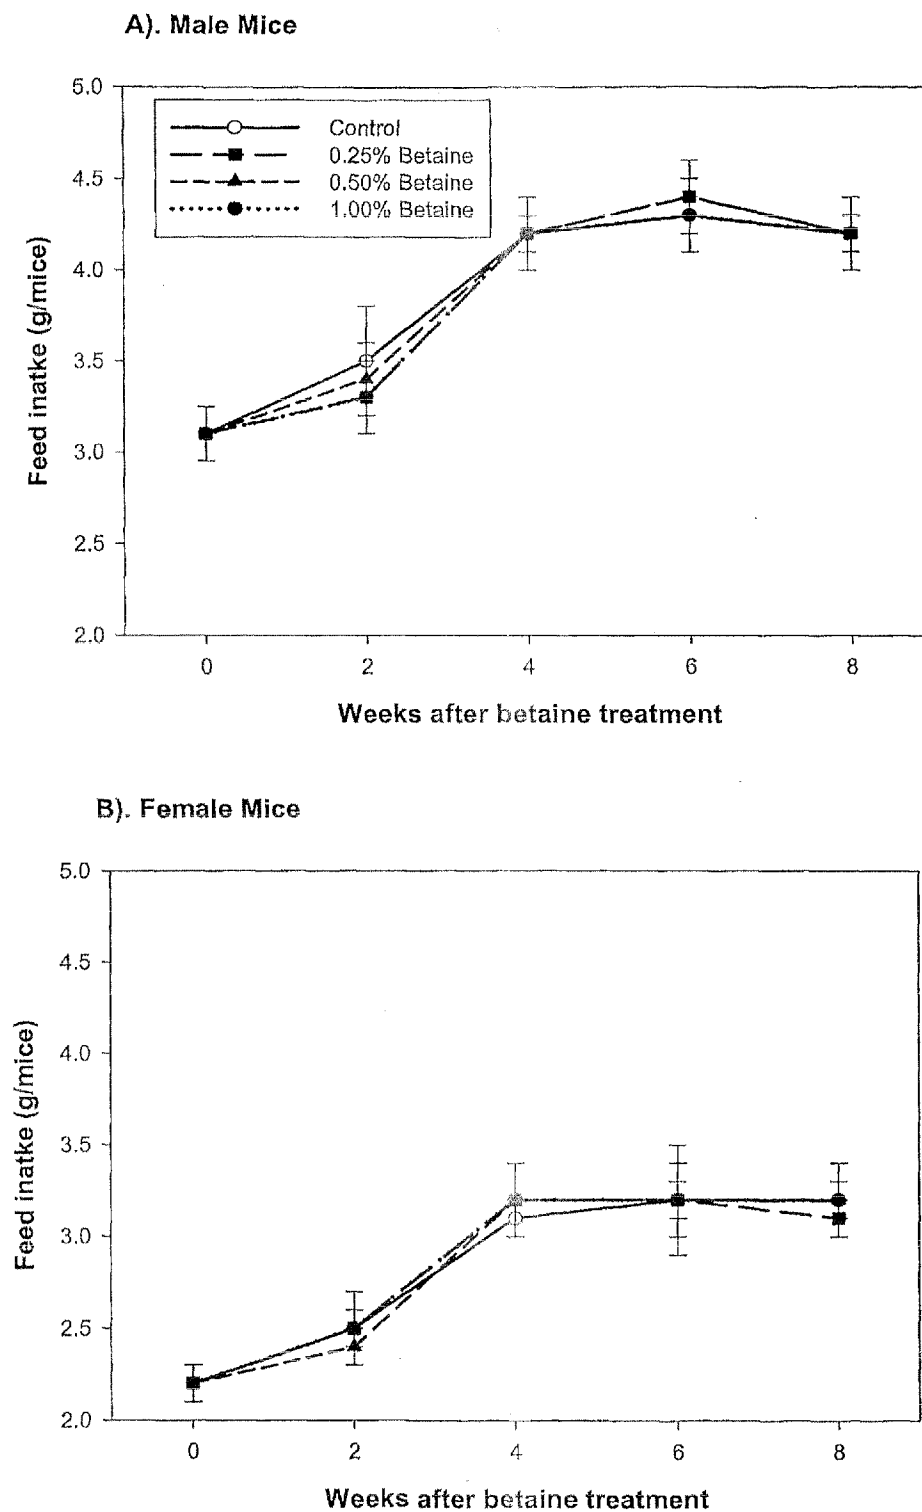 A). Male Mice
5.0
4.5
4.0
3.5
3.0
2.5
2.0
Feed inatke (g/mice)
Control
0.25% Betaine
0.50% Betaine
1.00% Betaine
0 2 4 6 8
Weeks after betaine treatment
B). Female Mice
5.0
4.5
4.0
3.5
3.0
2.5
2.0
Feed inatke (g/mice)
0 2 4 6 8
Weeks after betaine treatment